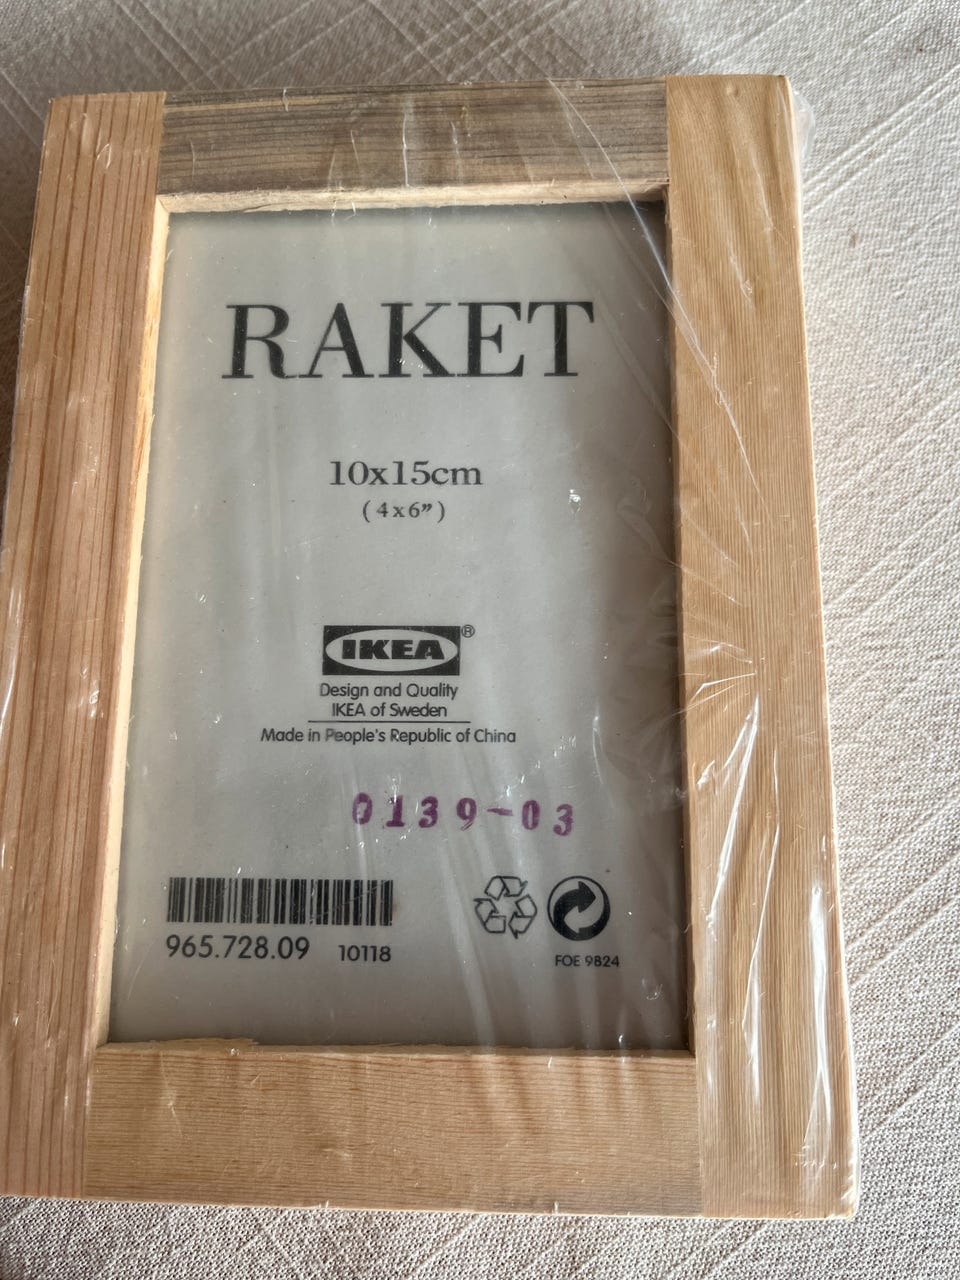 RAKET
10x15cm
(4x6”)
IKEA®
Design and Quality
IKEA of Sweden
Made in People's Republic of China
0139-03
965.728.09 10118
FOE 9824